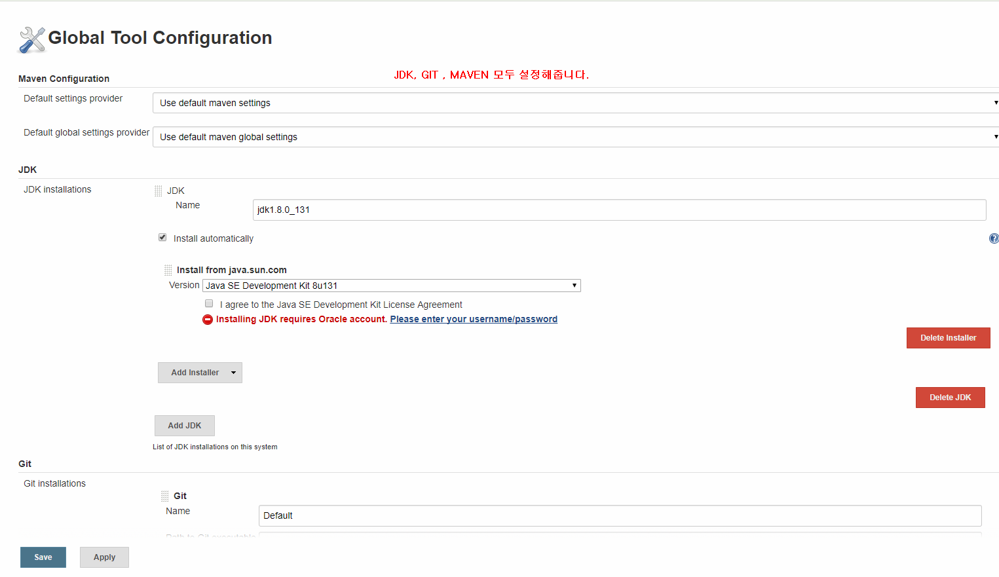 Global Tool Configuration
JDK, GIT , MAVEN 모두 설정해줍니다.
Maven Configuration
Default settings provider
Use default maven settings
Default global settings provider
Use default maven global settings
JDK
JDK installations
JDK
Name
jdk1.8.0_131
Install automatically
Install from java.sun.com
Version
Java SE Development Kit 8u131
I agree to the Java SE Development Kit License Agreement
Installing JDK requires Oracle account. Please enter your username/password
Delete Installer
Add Installer
Delete JDK
Add JDK
List of JDK installations on this system
Git
Git installations
Git
Name
Default
Path to Git executable
Save
Apply